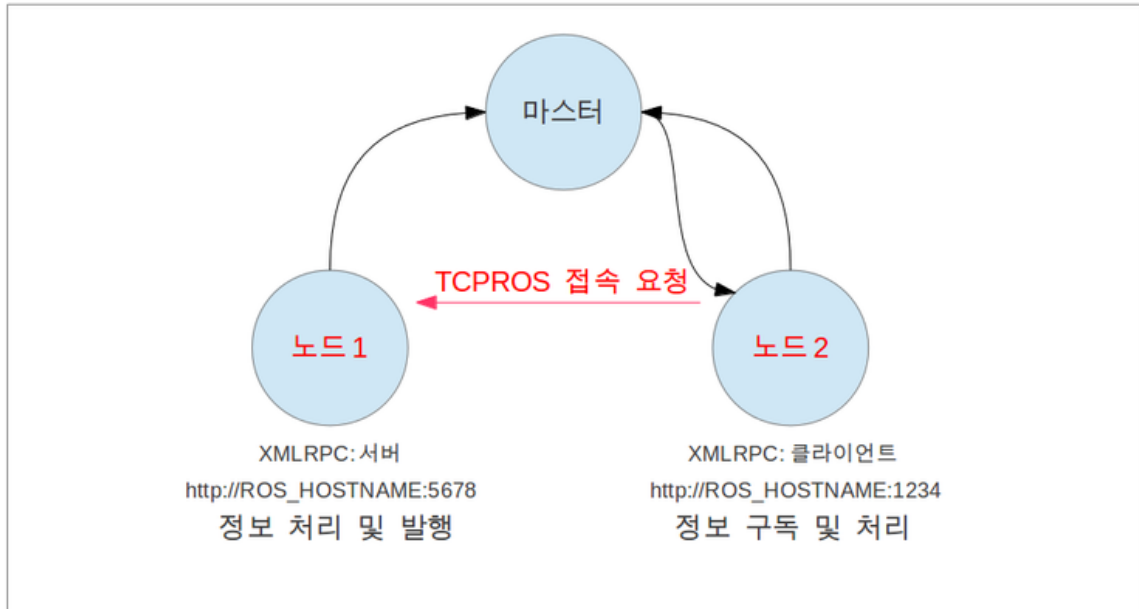 마스터
TCPROS 접속 요청
노드 1
노드 2
XMLRPC: 서버
http://ROS_HOSTNAME:5678
정보 처리 및 발행
XMLRPC: 클라이언트
http://ROS_HOSTNAME:1234
정보 구독 및 처리